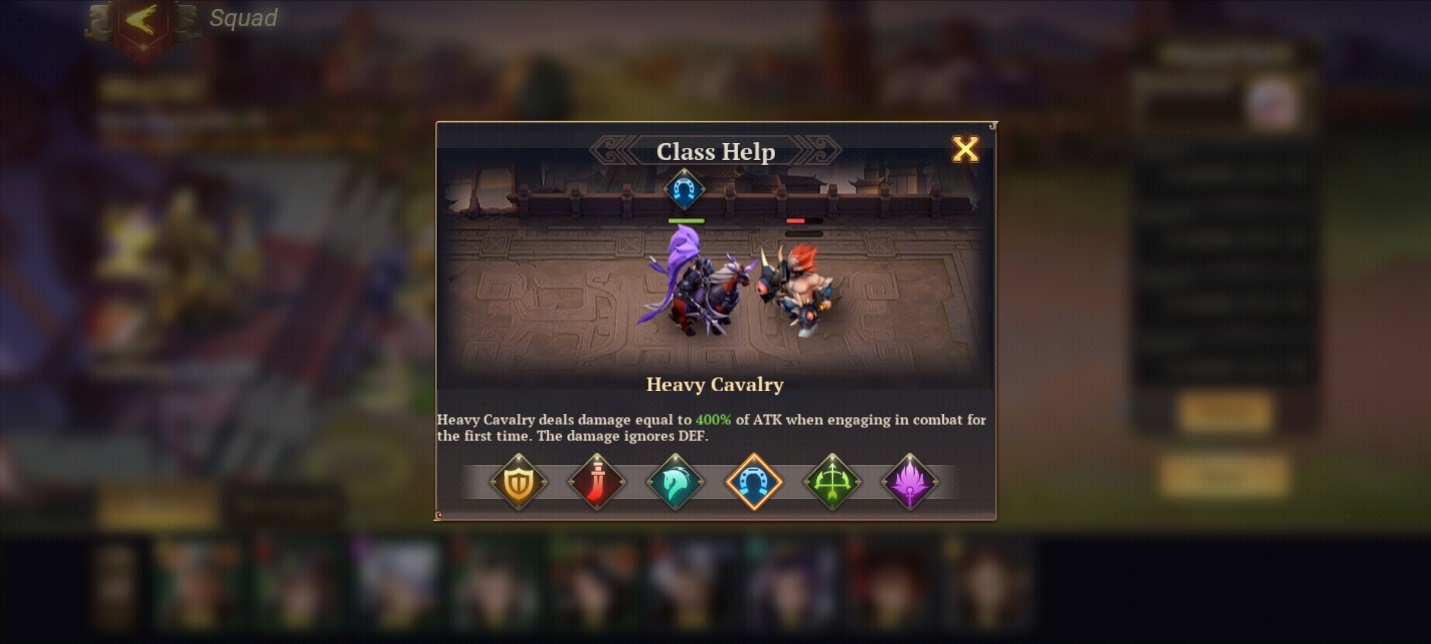 Squad
Class Help
Heavy Cavalry
Heavy Cavalry deals damage equal to 400% of ATK when engaging in combat for
the first time. The damage ignores DEF.